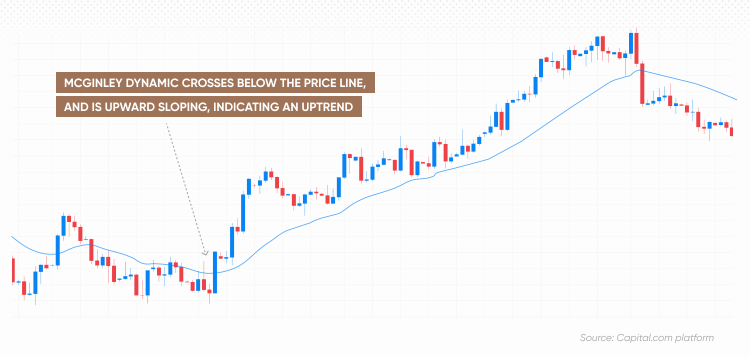 MCGINLEY DYNAMIC CROSSES BELOW THE PRICE LINE,
AND IS UPWARD SLOPING, INDICATING AN UPTREND
Source: Capital.com platform